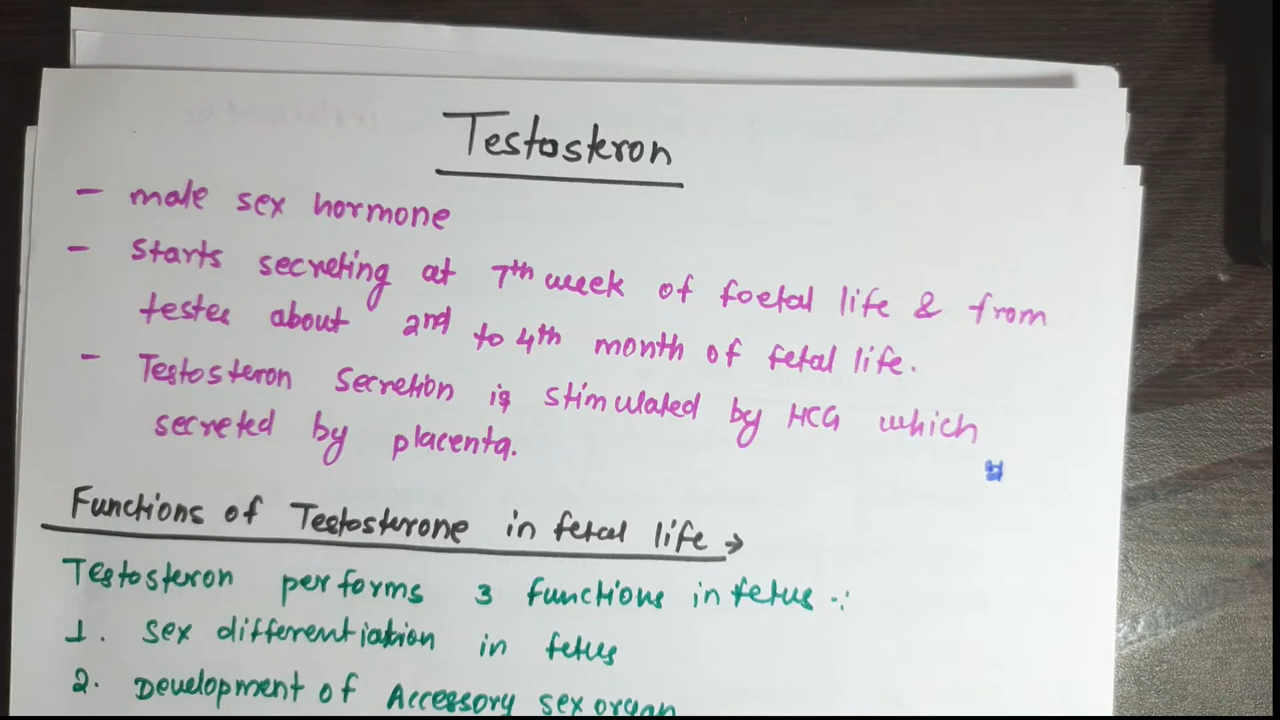 Testosteron
- male sex hormone
- Starts secreting at 7th week of foetal life & from
testes about 2nd to 4th month of fetal life.
- Testosteron secretion is stimulated by HCG which
secreted by placenta.
Functions of Testosterone in fetal life →
Testosteron performs 3 functions in fetus :
1. Sex differentiation in fetus
2. Development of Accessory sex organ